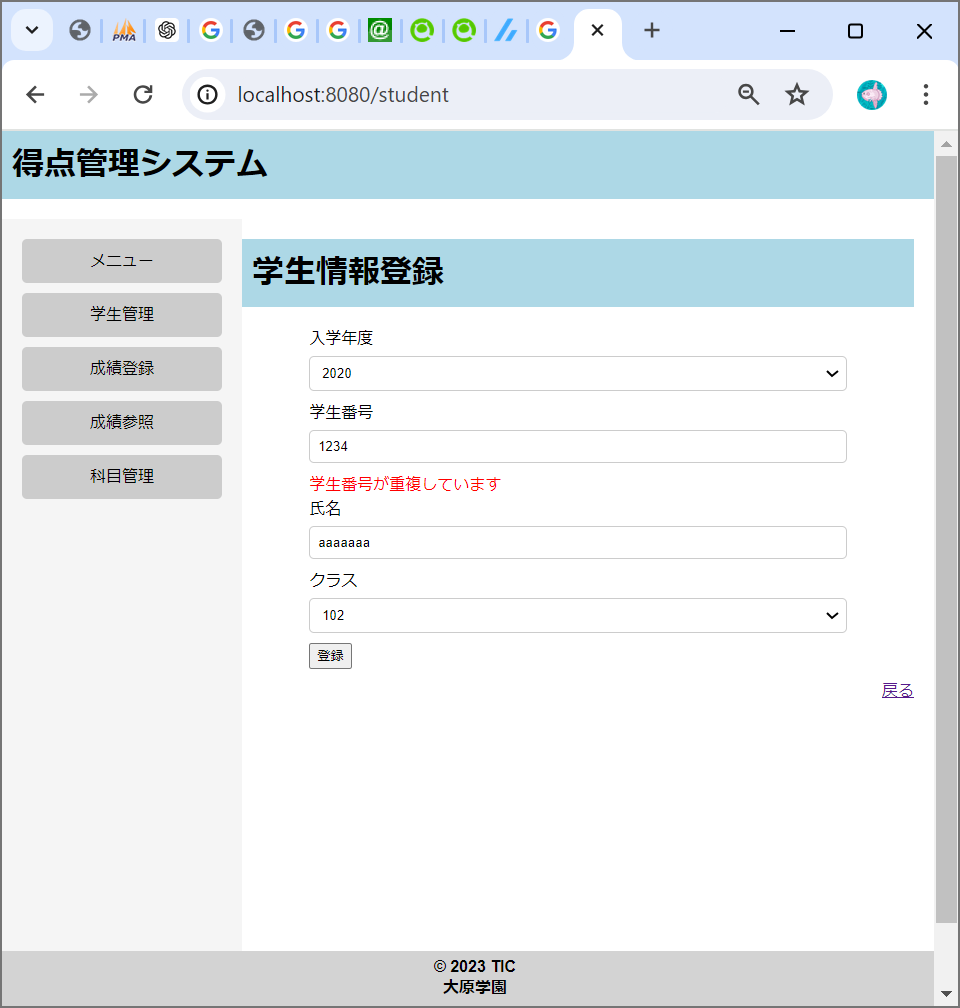 PMA
localhost:8080/student
得点管理システム
メニュー
学生管理
成績登録
成績参照
科目管理
学生情報登録
入学年度
2020
学生番号
1234
学生番号が重複しています
氏名
aaaaaaa
クラス
102
登録
戻る
© 2023 TIC
大原学園